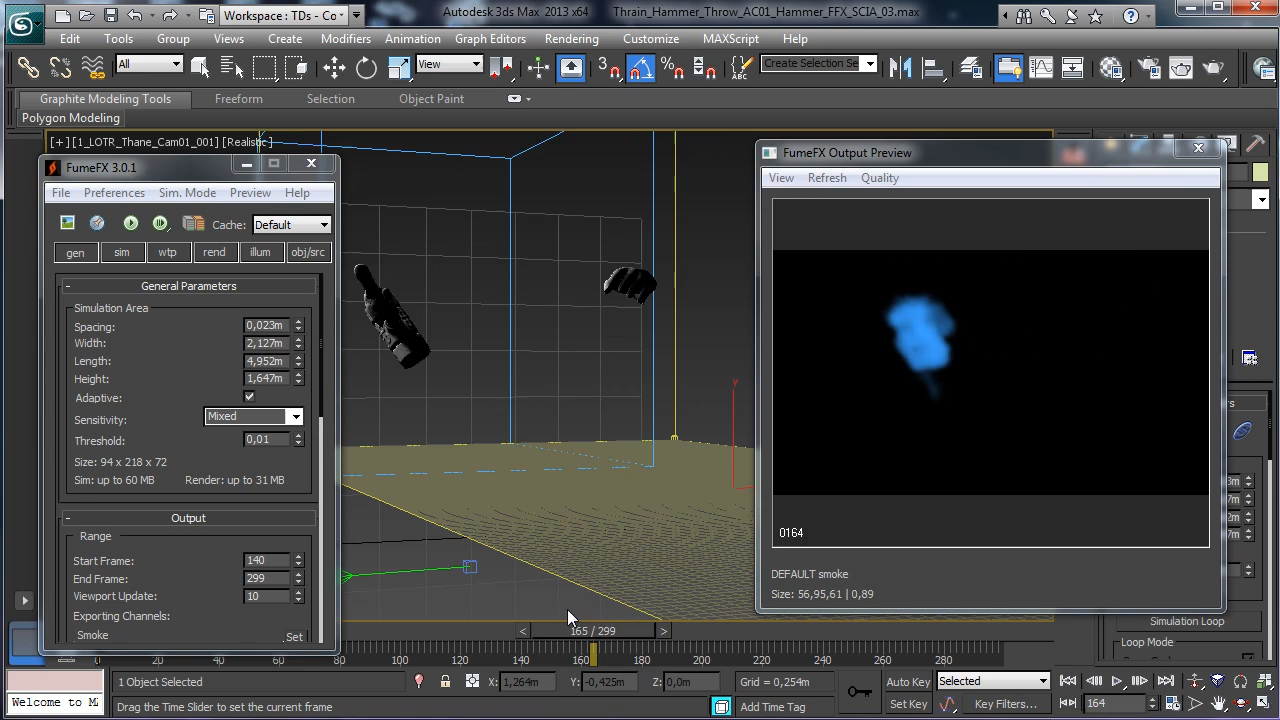 Workspace : TDs - Co
Autodesk 3ds Max 2013 x64
Thrain_Hammer_Throw_AC01_Hammer_FFX_SCIA_03.max
Edit Tools Group Views Create Modifiers Animation Graph Editors Rendering Customize MAXScript Help
All
View
3
Create Selection Se
Graphite Modeling Tools Freeform Selection Object Paint
Polygon Modeling
[+] [1_LOTR_Thane_Cam01_001] [Realistic]
FumeFX 3.0.1
File Preferences Sim. Mode Preview Help
Cache: Default
gen sim wtp rend illum obj/src
- General Parameters
Simulation Area
Spacing: 0,023m
Width: 2,127m
Length: 4,952m
Height: 1,647m
Adaptive:
Sensitivity: Mixed
Threshold: 0,01
Size: 94 x 218 x 72
Sim: up to 60 MB Render: up to 31 MB
- Output
Range
Start Frame: 140
End Frame: 299
Viewport Update: 10
Exporting Channels:
Smoke .Set
y
FumeFX Output Preview
View Refresh Quality
0164
DEFAULT smoke
Size: 56,95,61 | 0,89
Simulation Loop
Loop Mode
< 165 / 299 >
0 20 40 60 80 100 120 140 160 180 200 220 240 260 280
1 Object Selected
X: 1,264m Y: -0,425m Z: 0,0m
Grid = 0,254m
Auto Key Selected
Welcome to MA
Drag the Time Slider to set the current frame
Add Time Tag
Set Key Key Filters...
164